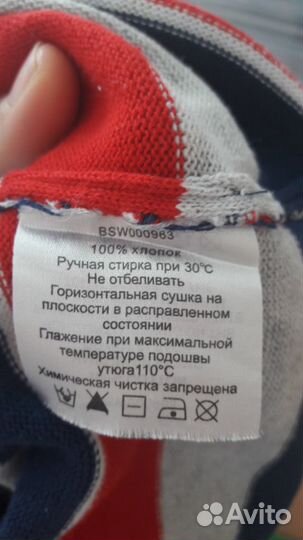 BSW000963
100% хлопок
Ручная стирка при 30°С
Не отбеливать
Горизонтальная сушка на
плоскости в расправленном
состоянии
Глажение при максимальной
температуре подошвы
утюга110°С
Химическая чистка запрещена
Avito